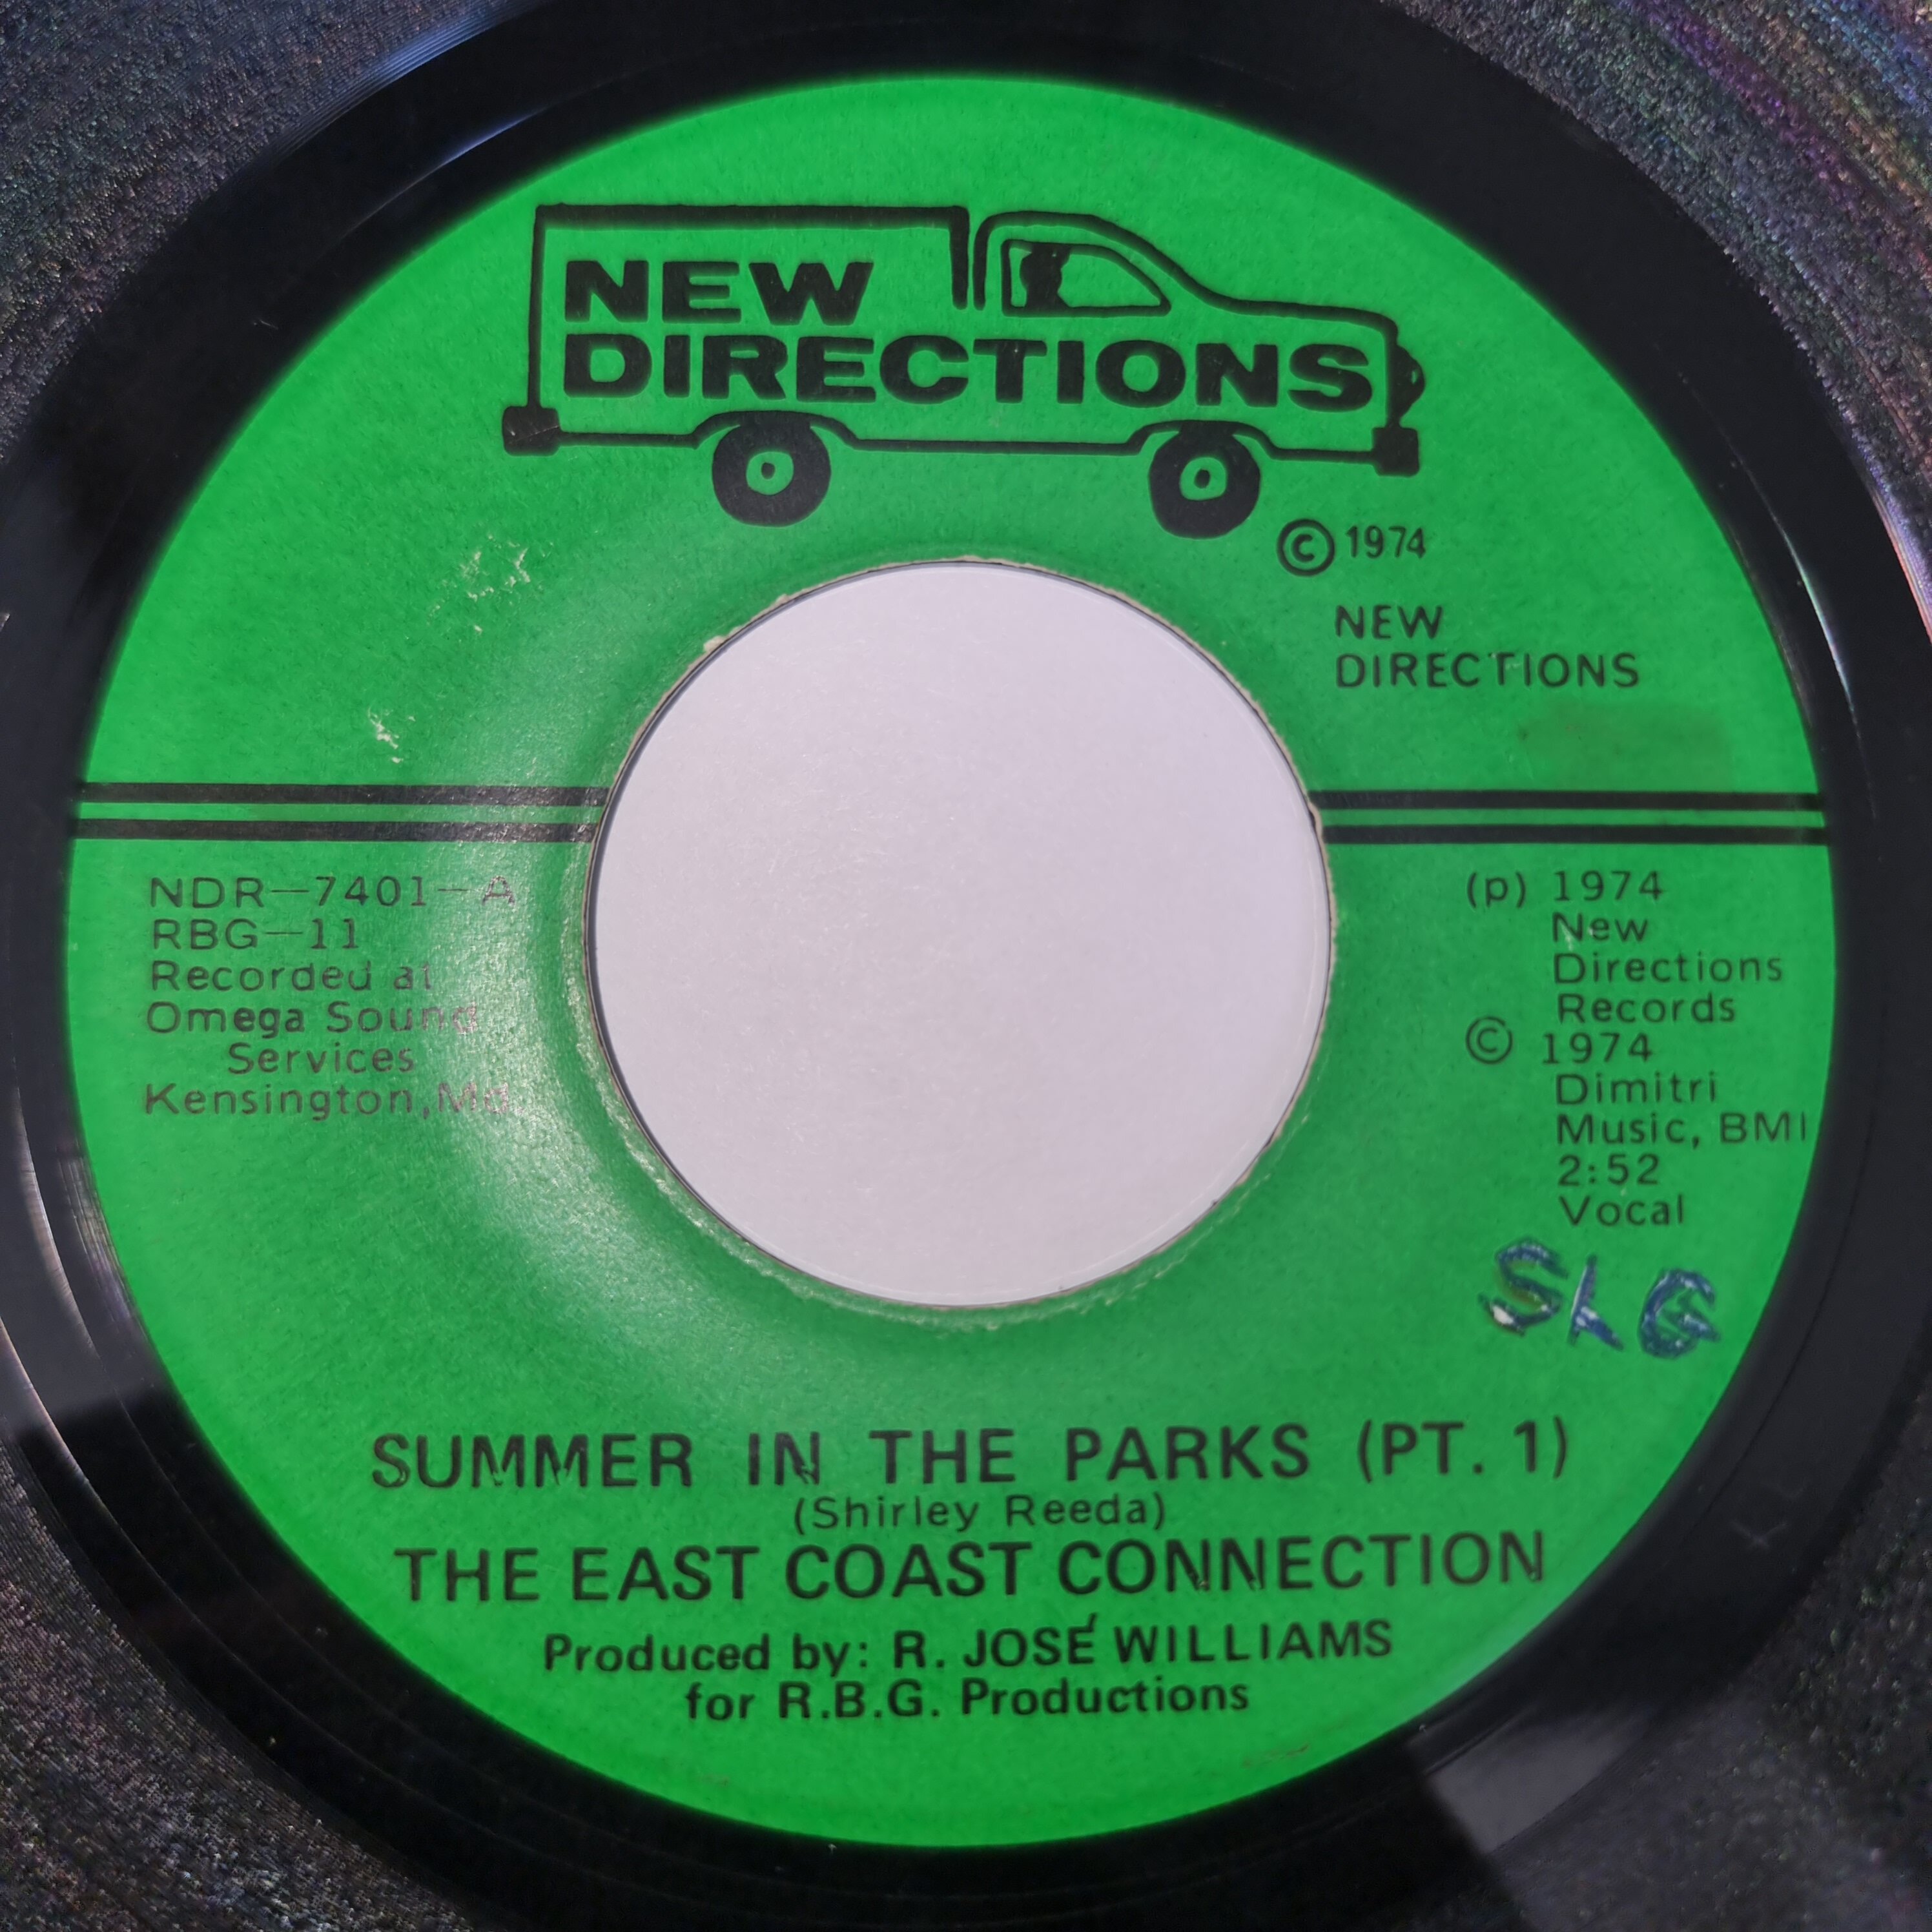 NEW
DIRECTIONS
© 1974
NEW
DIRECTIONS
NDR-7401-A
RBG-11
Recorded at
Omega Sound
Services
Kensington, Md.
(p) 1974
New
Directions
Records
© 1974
Dimitri
Music, BMI
2:52
Vocal
SLG
SUMMER IN THE PARKS (PT. 1)
(Shirley Reeda)
THE EAST COAST CONNECTION
Produced by: R. JOSÉ WILLIAMS
for R.B.G. Productions